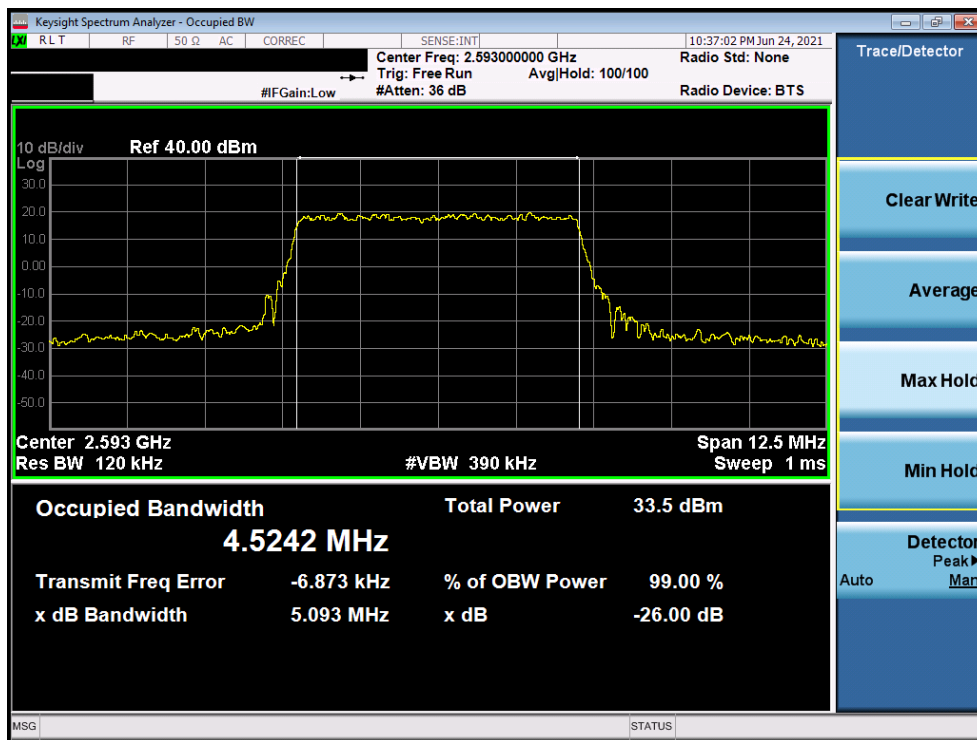 Keysight Spectrum Analyzer - Occupied BW
LXI RLT RF 50 Ω AC CORREC SENSE:INT 10:37:02 PM Jun 24, 2021
Center Freq: 2.593000000 GHz Radio Std: None
Trig: Free Run Avg|Hold: 100/100
#IFGain:Low #Atten: 36 dB Radio Device: BTS
10 dB/div Ref 40.00 dBm
Log
30.0
20.0
10.0
0.00
-10.0
-20.0
-30.0
-40.0
-50.0
Center 2.593 GHz Span 12.5 MHz
Res BW 120 kHz #VBW 390 kHz Sweep 1 ms
Occupied Bandwidth Total Power 33.5 dBm
4.5242 MHz
Transmit Freq Error -6.873 kHz % of OBW Power 99.00 %
x dB Bandwidth 5.093 MHz x dB -26.00 dB
MSG STATUS
Trace/Detector
Clear Write
Average
Max Hold
Min Hold
Detector
Peak
Auto Man